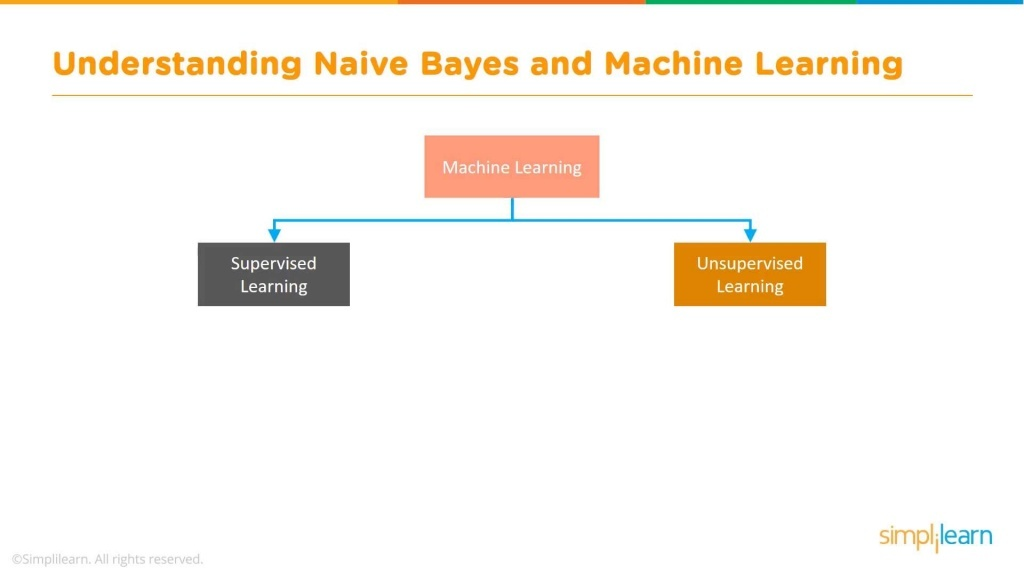 Understanding Naive Bayes and Machine Learning
Machine Learning
Supervised
Learning
Unsupervised
Learning
simplilearn
©Simplilearn. All rights reserved.